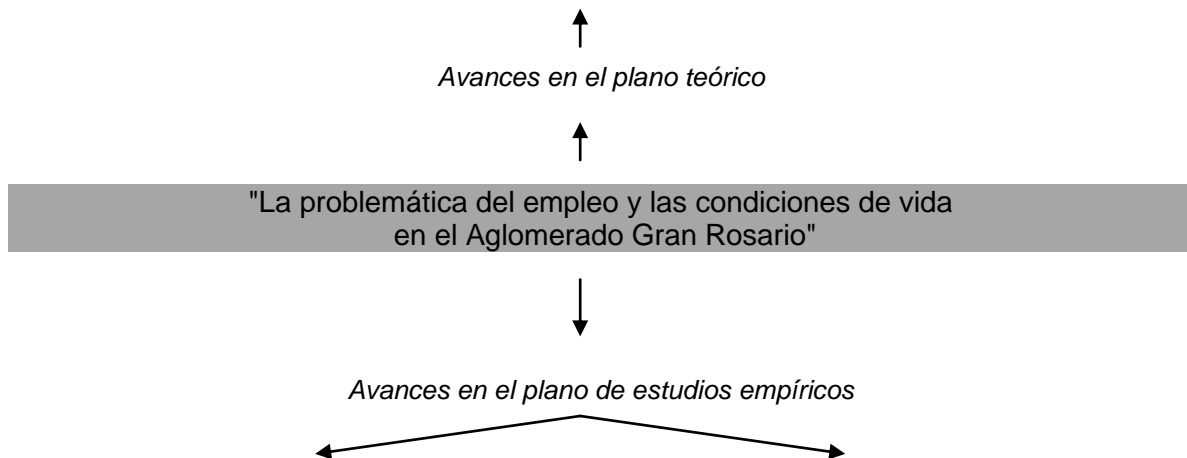 Avances en el plano teórico
"La problemática del empleo y las condiciones de vida
en el Aglomerado Gran Rosario"
Avances en el plano de estudios empíricos